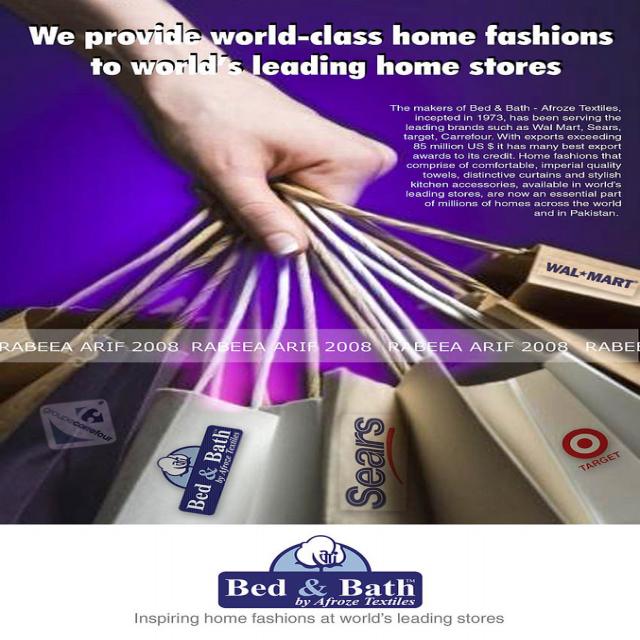 We provide world-class home fashions
to world's leading home stores
The makers of Bed & Bath - Afroze Textiles,
incepted in 1973, has been serving the
leading brands such as Wal Mart, Sears,
target, Carrefour. With exports exceeding
85 million US $ it has many best export
awards to its credit. Home fashions that
comprise of comfortable, imperial quality
towels, distinctive curtains and stylish
kitchen accessories, available in world's
leading stores, are now an essential part
of millions of homes across the world
and in Pakistan.
WAL★MART
RABEEA ARIF 2008 RABEEA ARIF 2008 RABEEA ARIF 2008 RABEE
groupecarrefour
Bed & Bath
by Afroze Textiles
Sears
TARGET
Bed & Bath™
by Afroze Textiles
Inspiring home fashions at world's leading stores